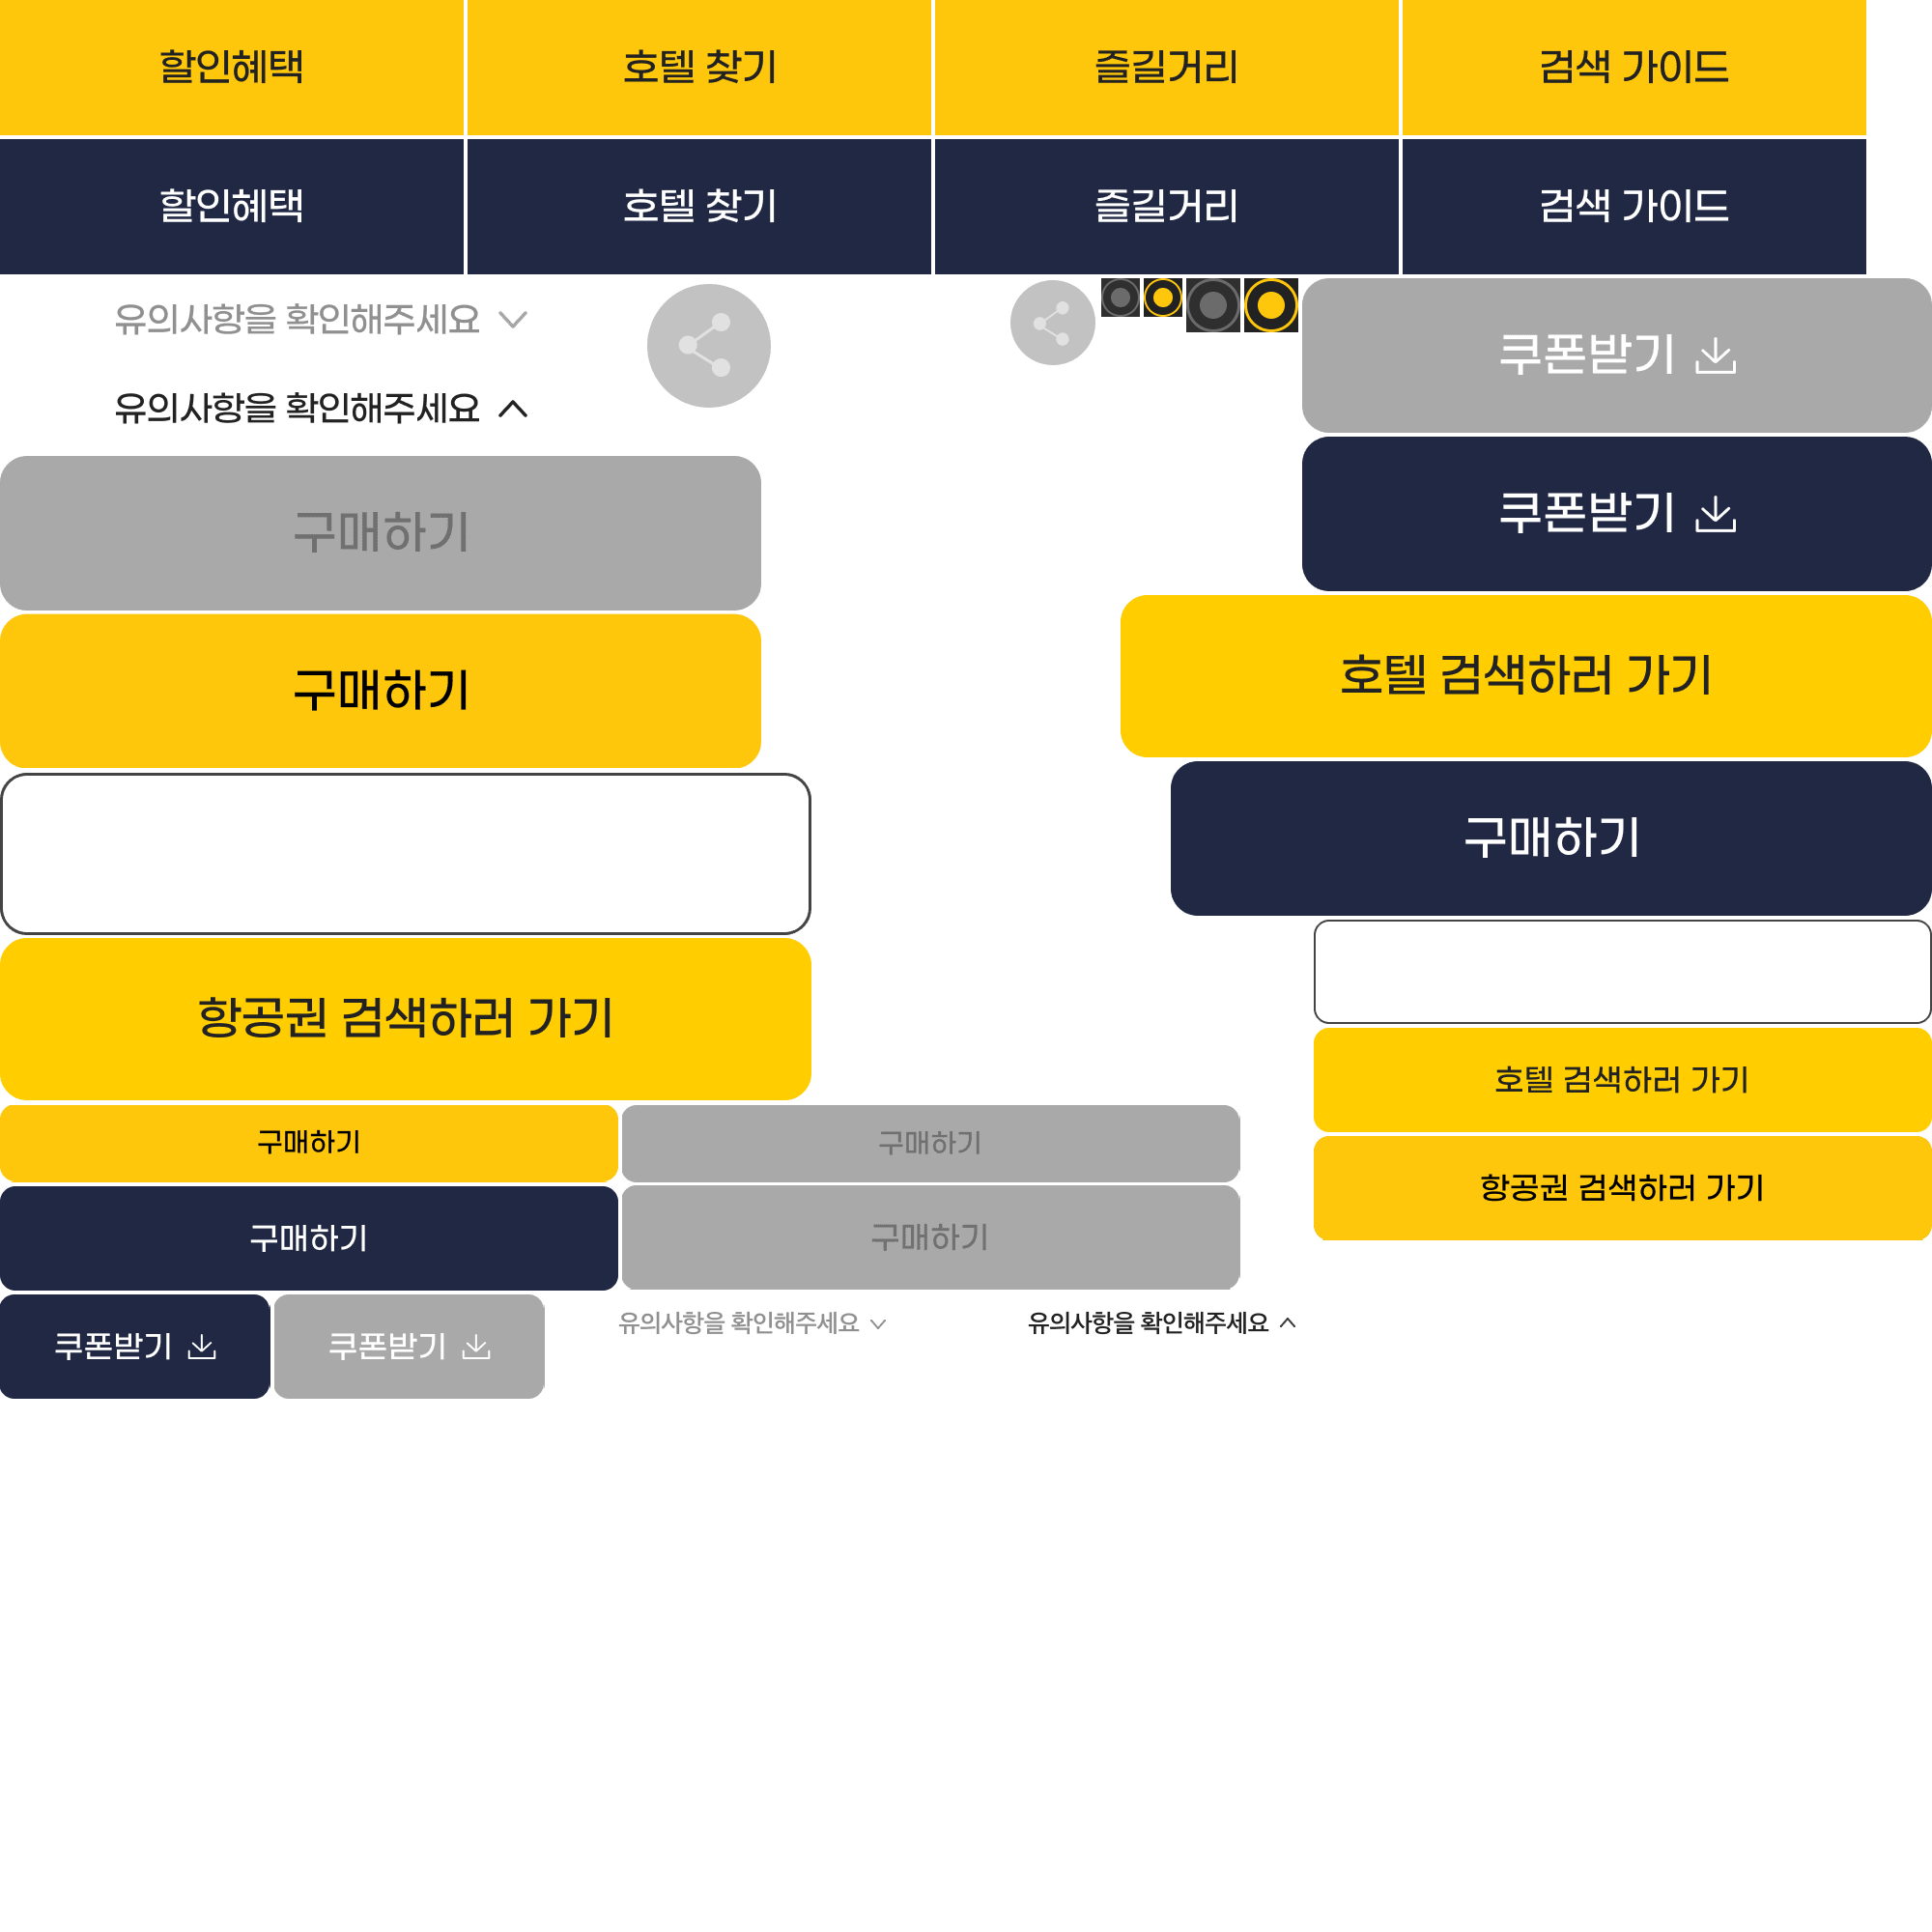 할인혜택
호텔 찾기
즐길거리
검색 가이드
할인혜택
호텔 찾기
즐길거리
검색 가이드
유의사항을 확인해주세요
유의사항을 확인해주세요
쿠폰받기
쿠폰받기
구매하기
구매하기
호텔 검색하러 가기
구매하기
항공권 검색하러 가기
호텔 검색하러 가기
구매하기
구매하기
항공권 검색하러 가기
구매하기
구매하기
쿠폰받기
쿠폰받기
유의사항을 확인해주세요
유의사항을 확인해주세요